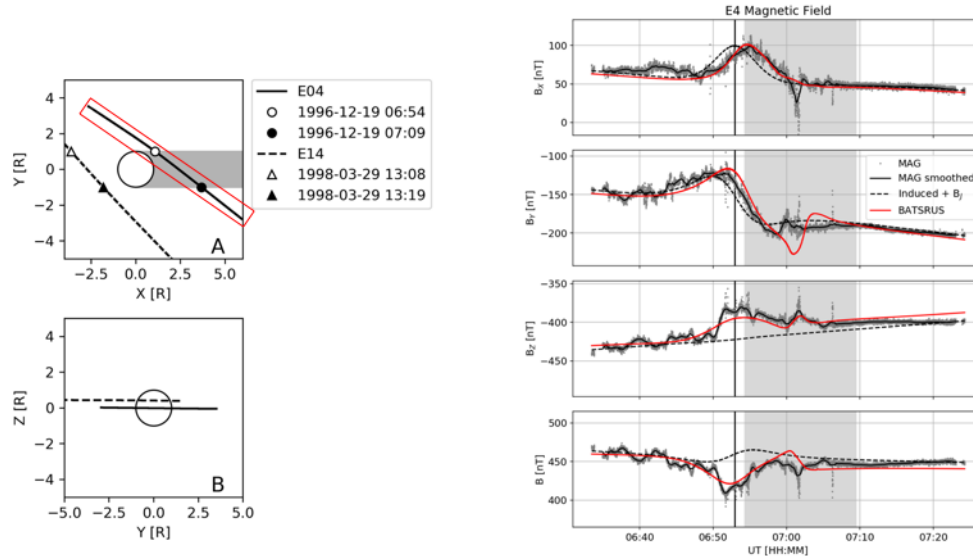 E4 Magnetic Field
4
2
0
−2
−4
Y [R]
A
−2.5
0.0
2.5
5.0
X [R]
E04
1996-12-19 06:54
1996-12-19 07:09
E14
1998-03-29 13:08
1998-03-29 13:19
4
2
0
−2
−4
Z [R]
B
−5.0
−2.5
0.0
2.5
5.0
Y [R]
100
50
0
Bx [nT]
−100
−150
−200
BY [nT]
MAG
MAG smoothed
Induced + BJ
BATSRUS
−350
−400
−450
BZ [nT]
500
450
400
B [nT]
06:40
06:50
07:00
07:10
07:20
UT [HH:MM]